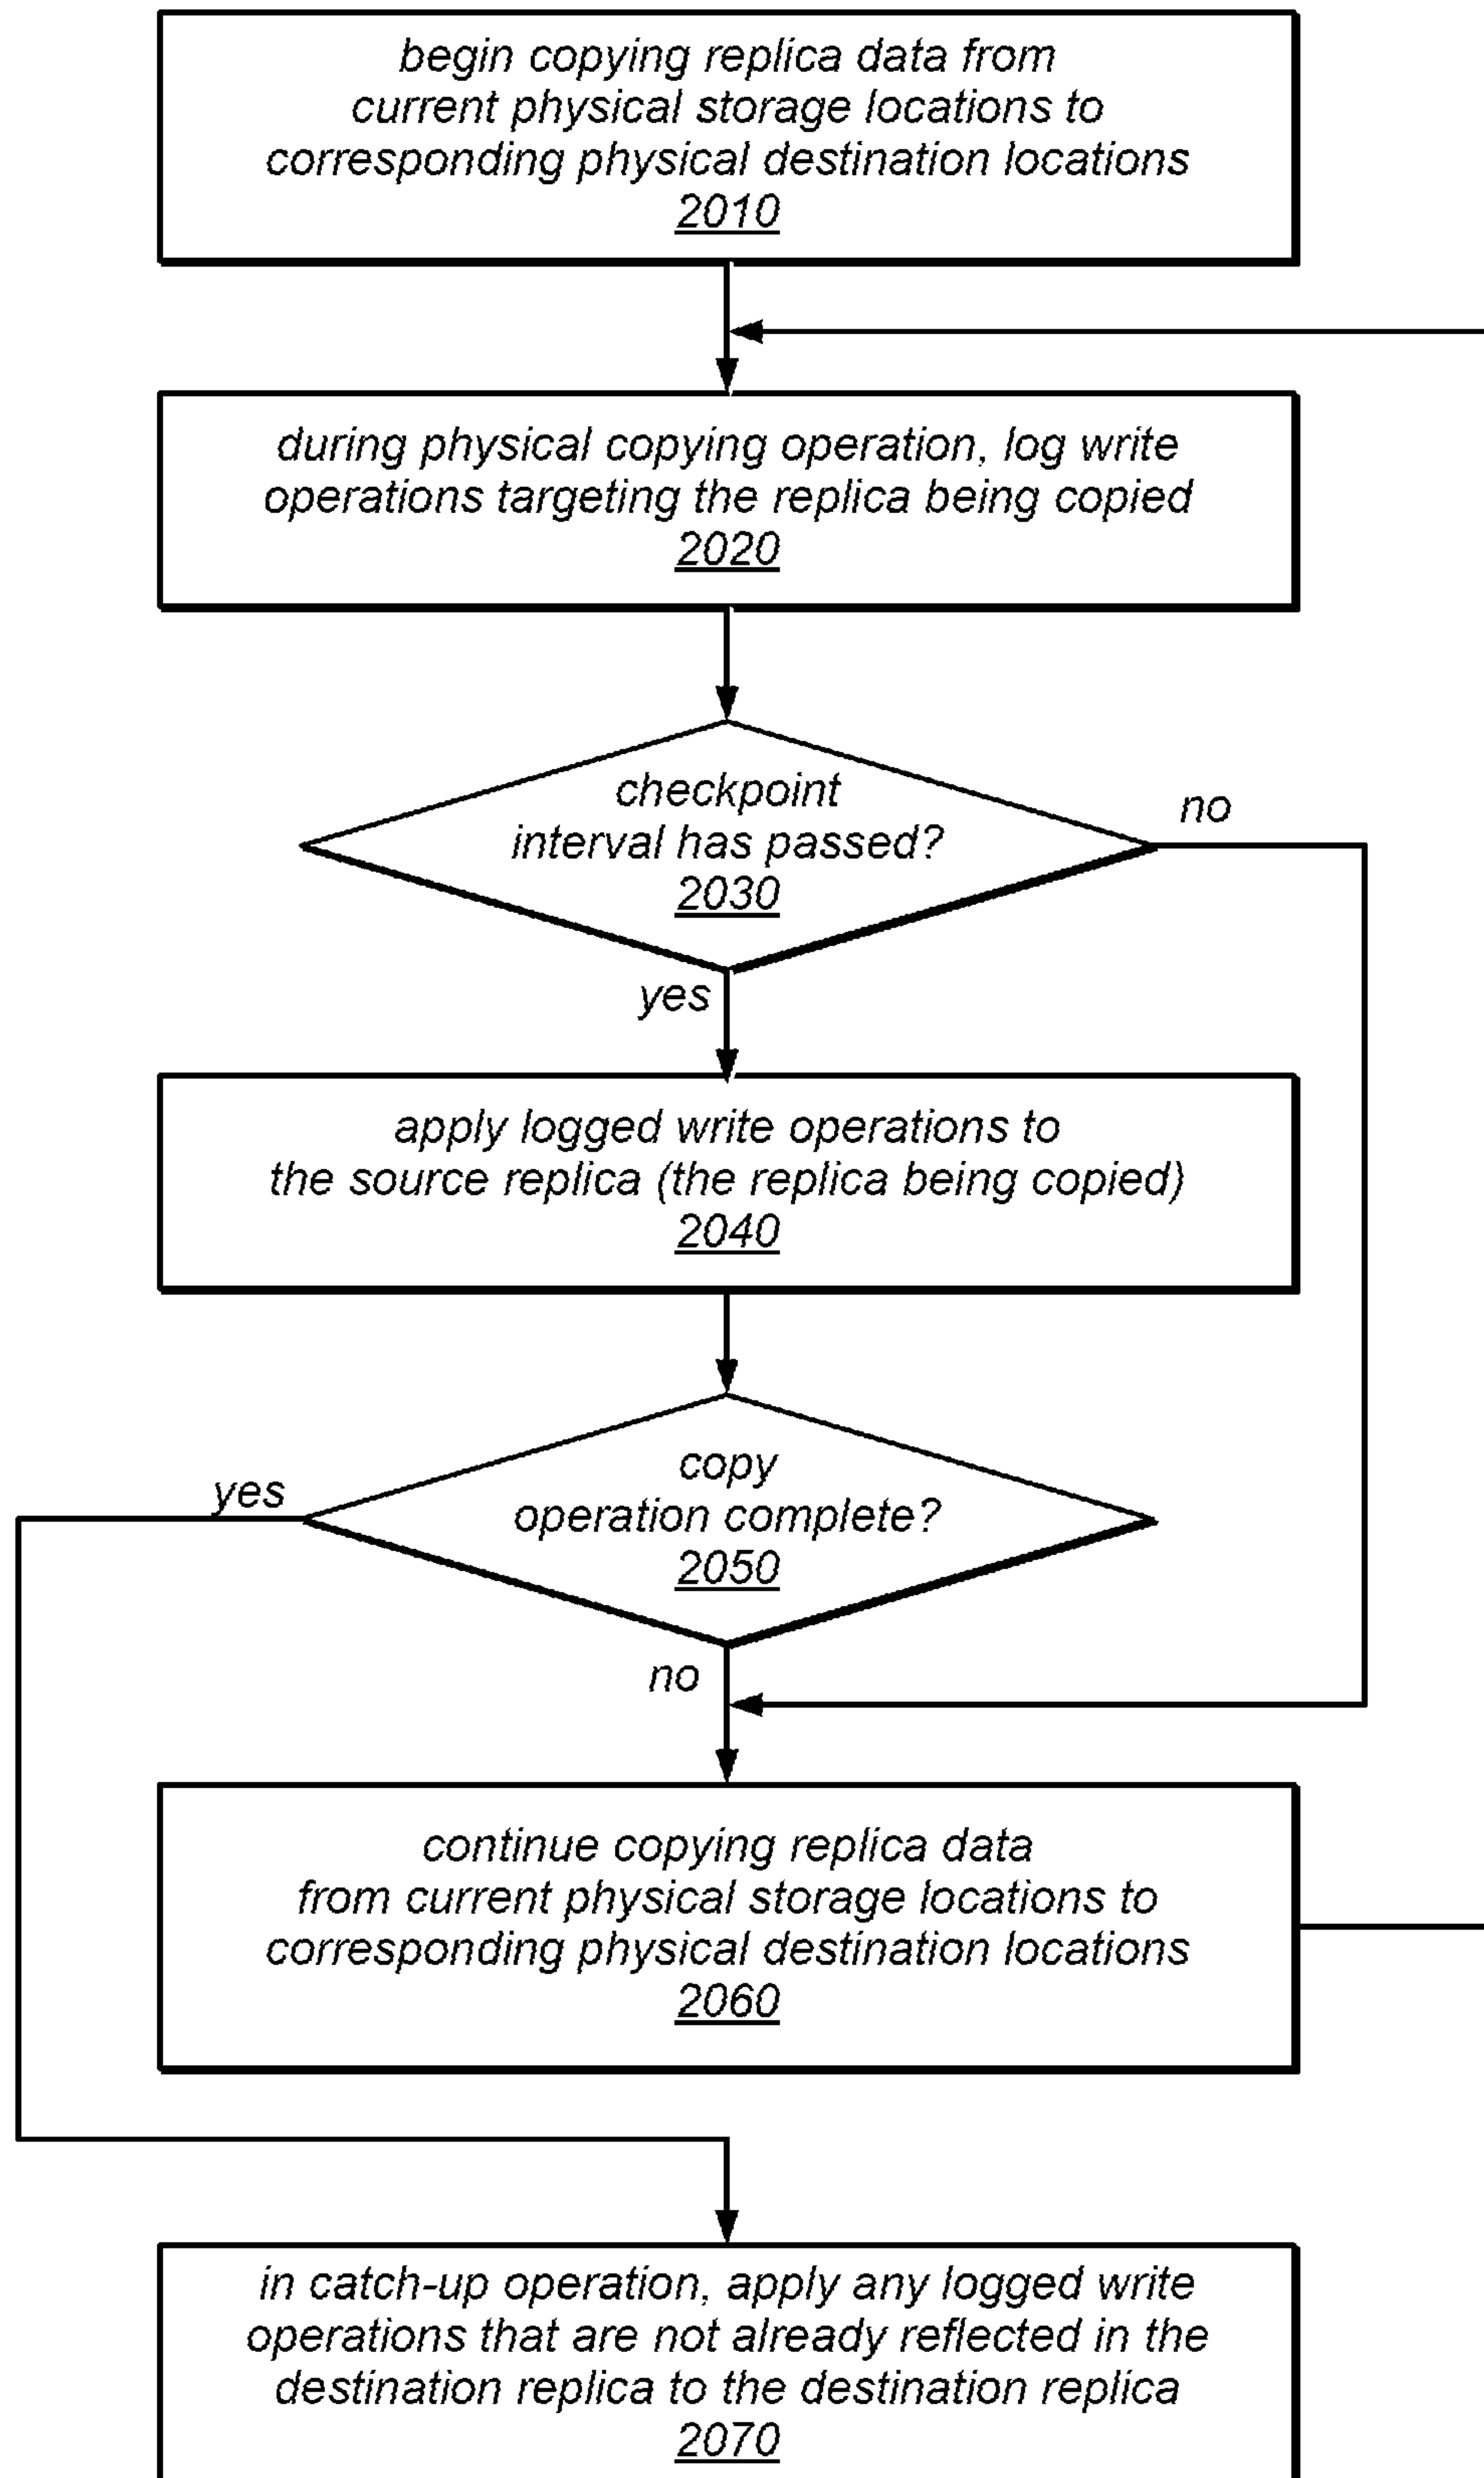 begin copying replica data from
current physical storage locations to
corresponding physical destination locations
2010
during physical copying operation, log write
operations targeting the replica being copied
2020
checkpoint
interval has passed?
2030
no
yes
apply logged write operations to
the source replica (the replica being copied)
2040
copy
operation complete?
2050
yes
no
continue copying replica data
from current physical storage locations to
corresponding physical destination locations
2060
in catch-up operation, apply any logged write
operations that are not already reflected in the
destination replica to the destination replica
2070